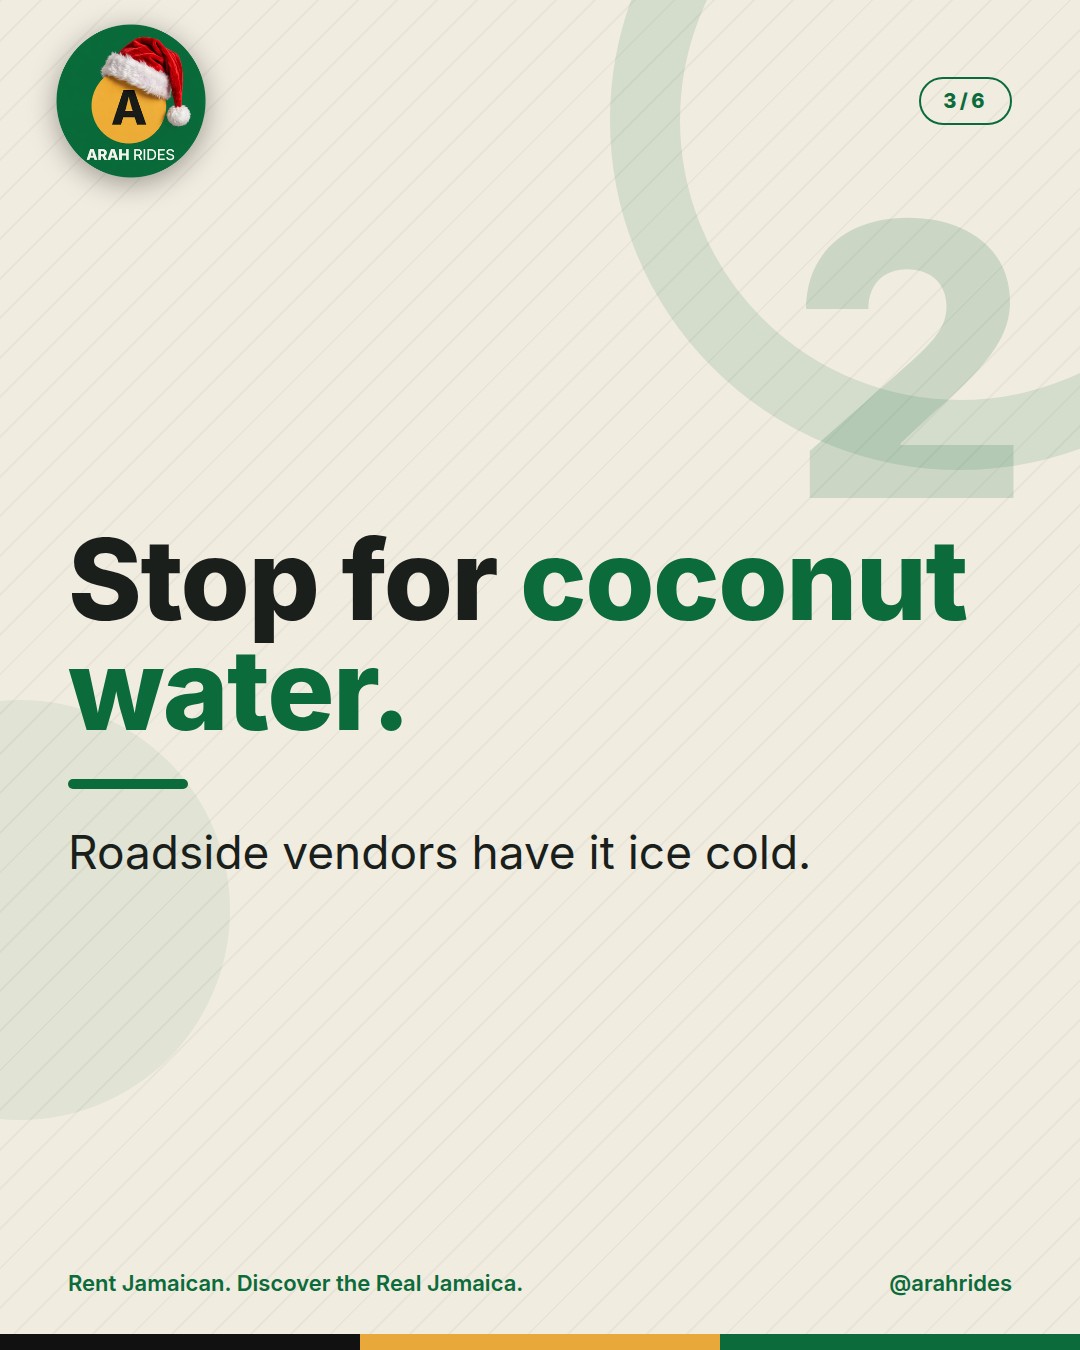 A
ARAH RIDES
3/6
2
Stop for coconut
water.
Roadside vendors have it ice cold.
Rent Jamaican. Discover the Real Jamaica.
@arahrides